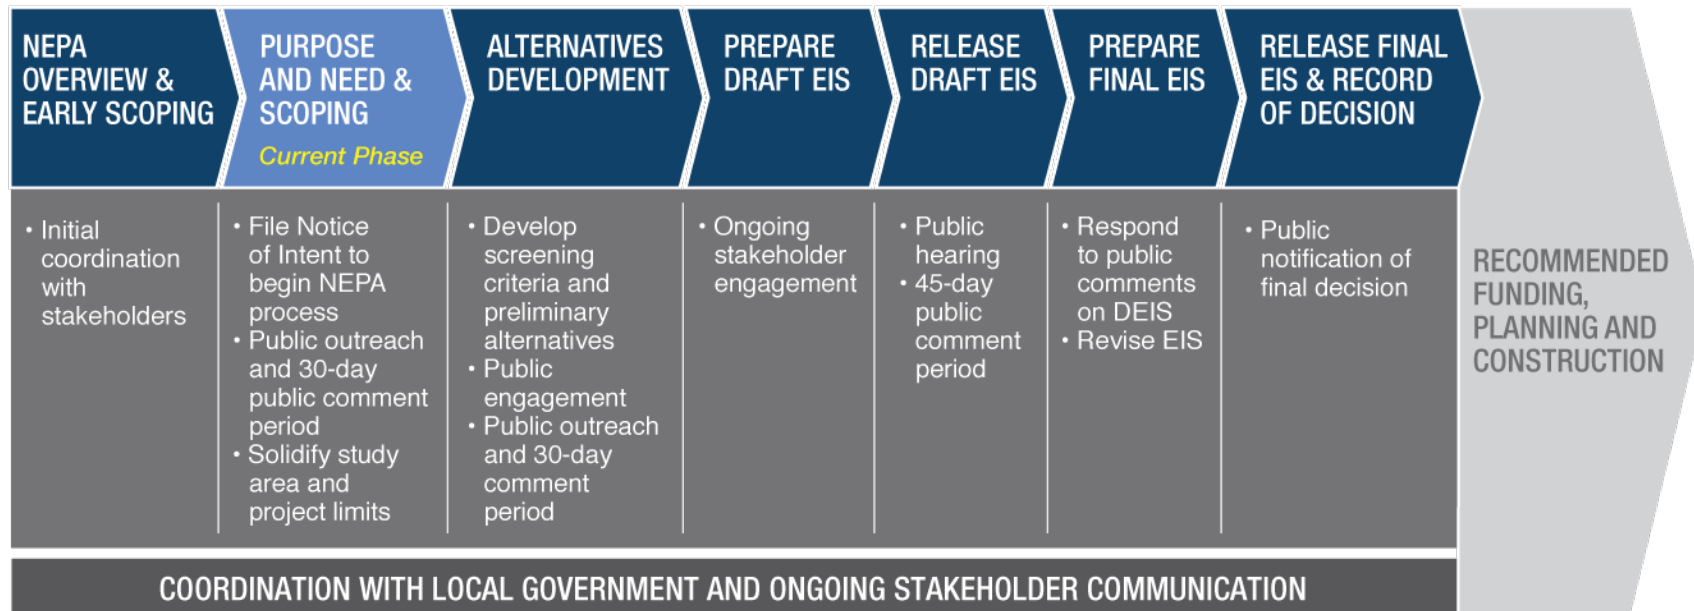 NEPA
OVERVIEW &
EARLY SCOPING
PURPOSE
AND NEED &
SCOPING
Current Phase
ALTERNATIVES
DEVELOPMENT
PREPARE
DRAFT EIS
RELEASE
DRAFT EIS
PREPARE
FINAL EIS
RELEASE FINAL
EIS & RECORD
OF DECISION
• Initial
coordination
with
stakeholders
• File Notice
of Intent to
begin NEPA
process
• Public outreach
and 30-day
public comment
period
• Solidify study
area and
project limits
• Develop
screening
criteria and
preliminary
alternatives
• Public
engagement
• Public outreach
and 30-day
comment
period
• Ongoing
stakeholder
engagement
• Public
hearing
• 45-day
public
comment
period
• Respond
to public
comments
on DEIS
• Revise EIS
• Public
notification of
final decision
RECOMMENDED
FUNDING,
PLANNING AND
CONSTRUCTION
COORDINATION WITH LOCAL GOVERNMENT AND ONGOING STAKEHOLDER COMMUNICATION